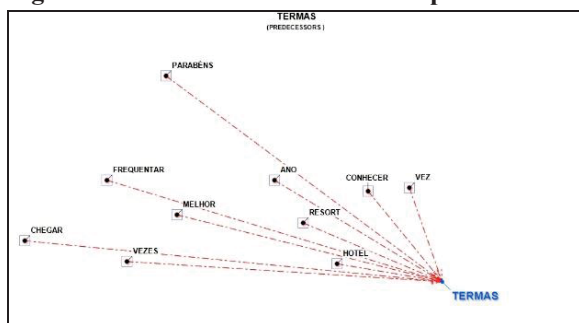 TERMAS
(PREDECESSORS)
PARABÉNS
FREQUENTAR
ANO
CONHECER
VEZ
MELHOR
RESORT
CHEGAR
VEZES
HOTEL
TERMAS